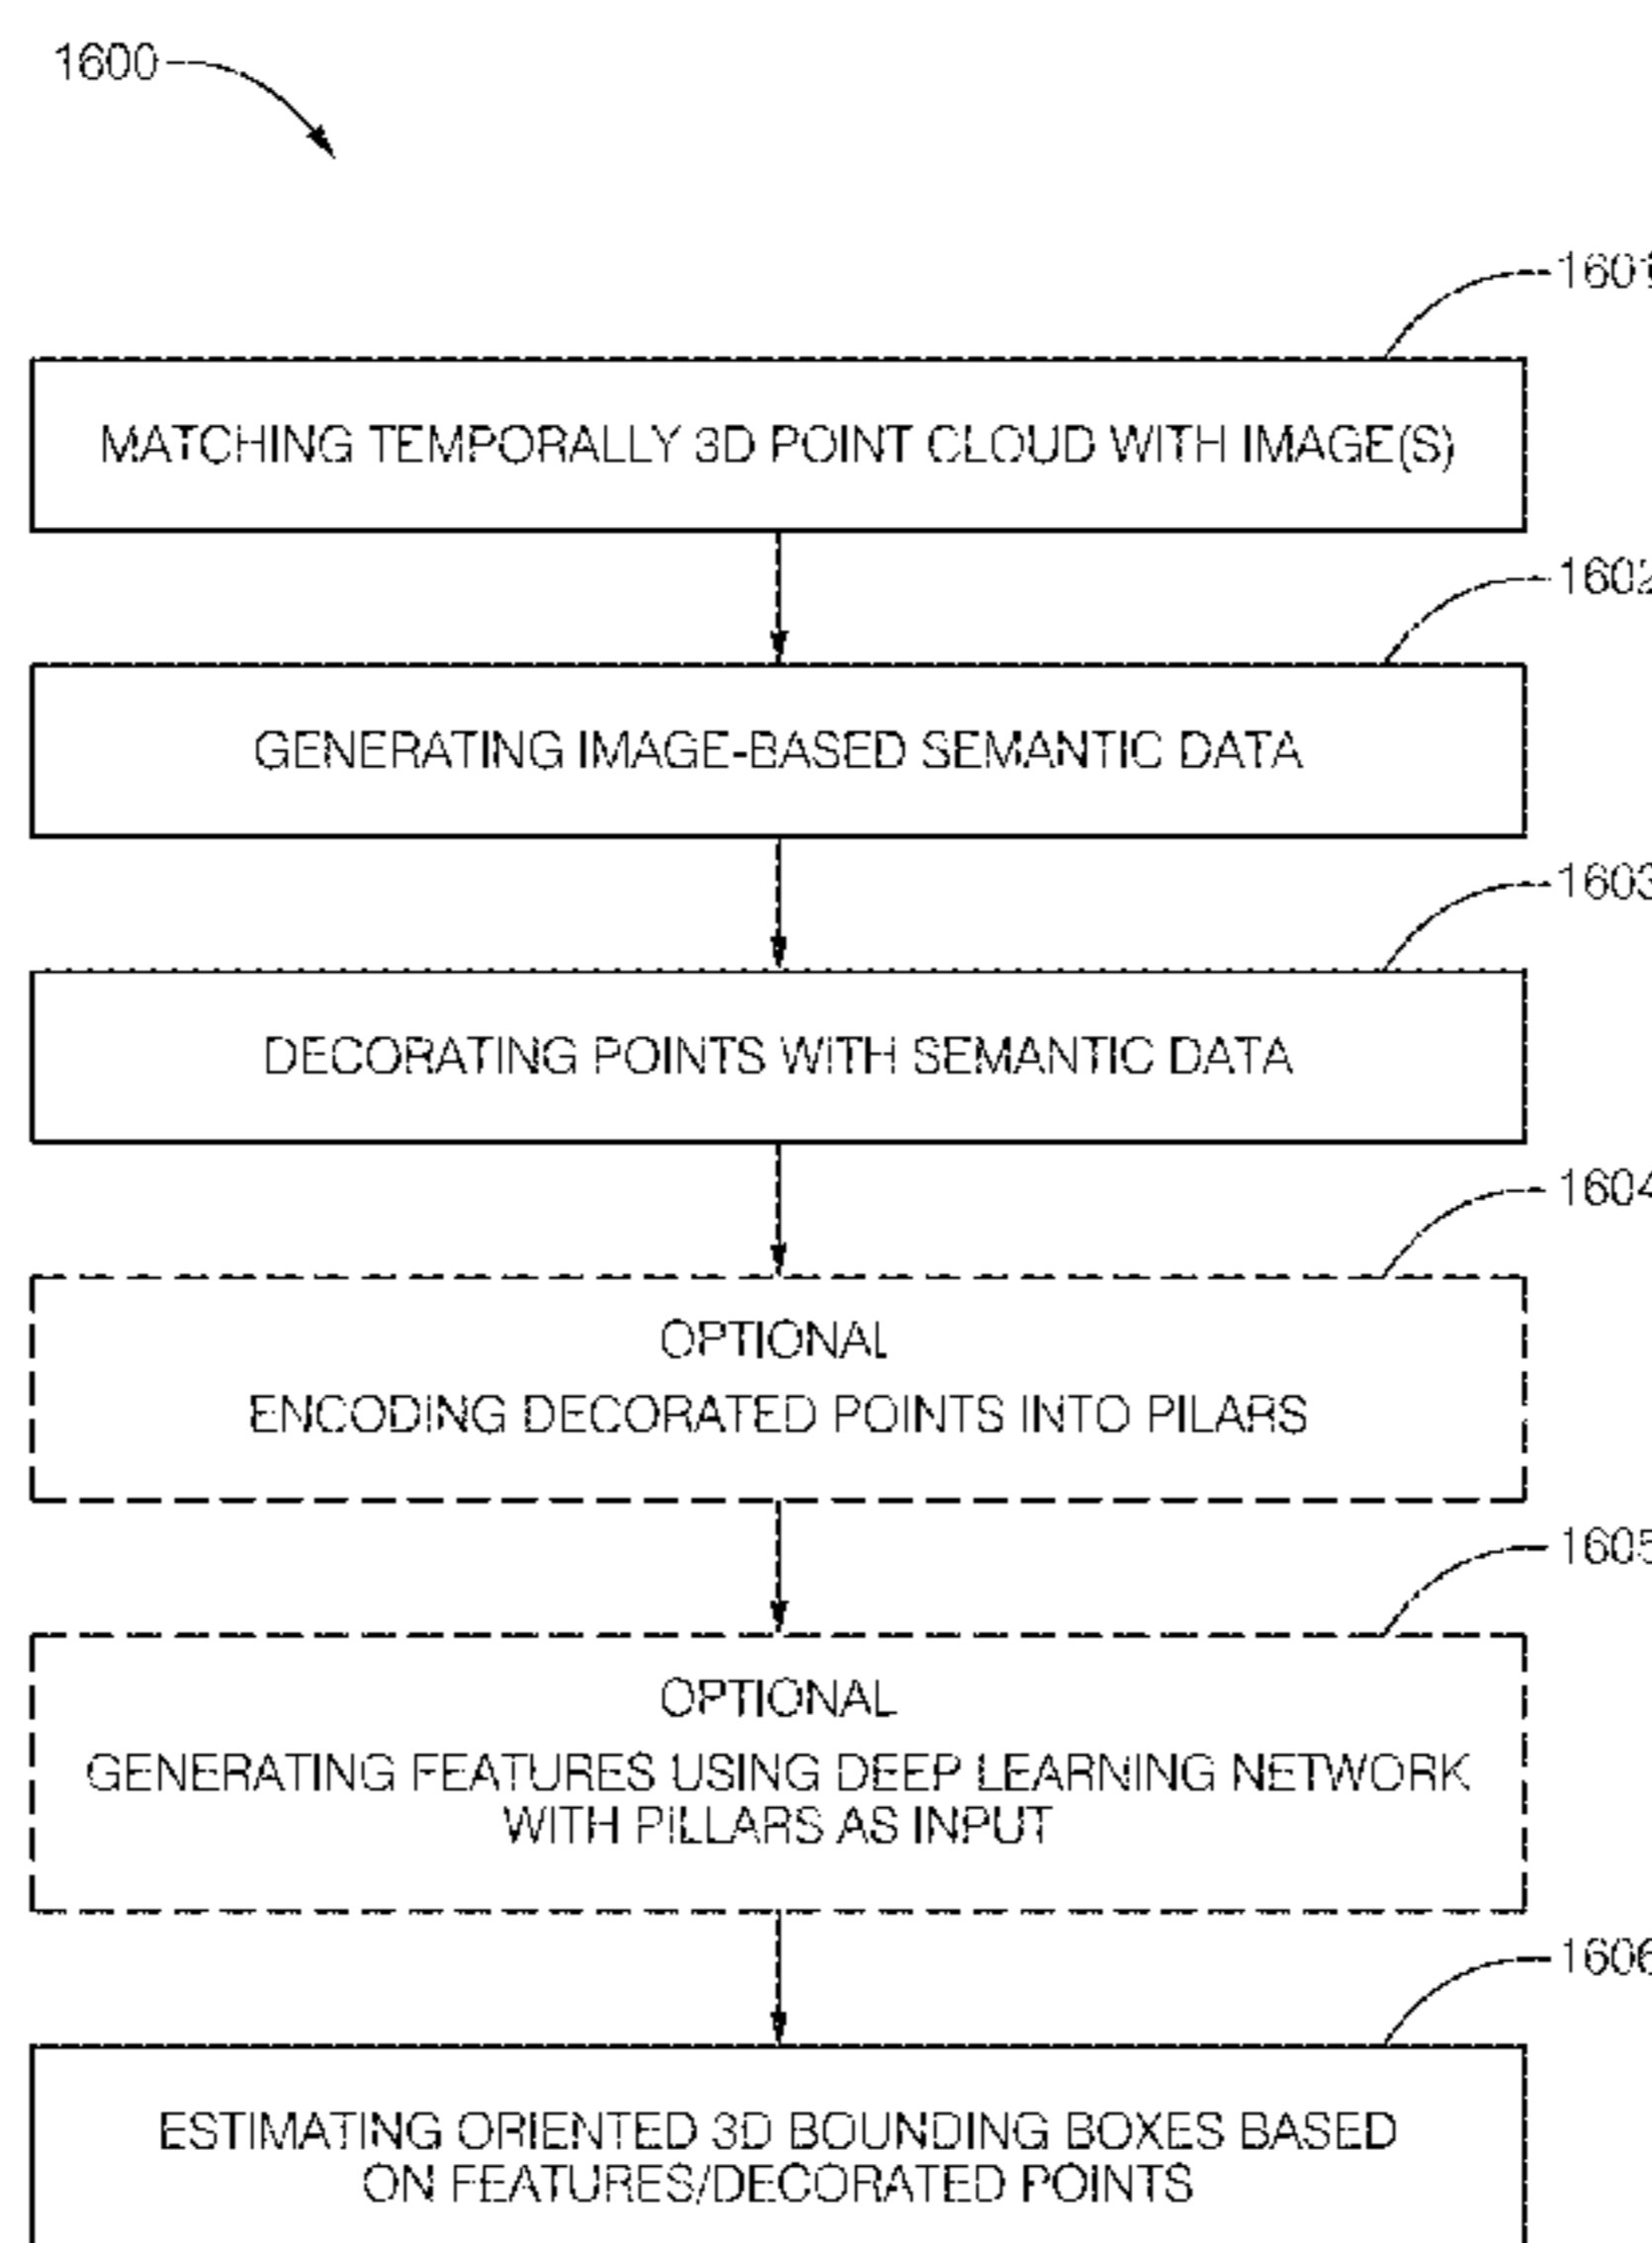 1600
1601
MATCHING TEMPORALLY 3D POINT CLOUD WITH IMAGE(S)
1602
GENERATING IMAGE-BASED SEMANTIC DATA
1603
DECORATING POINTS WITH SEMANTIC DATA
1604
OPTIONAL
ENCODING DECORATED POINTS INTO PILARS
1605
OPTIONAL
GENERATING FEATURES USING DEEP LEARNING NETWORK
WITH PILLARS AS INPUT
1606
ESTIMATING ORIENTED 3D BOUNDING BOXES BASED
ON FEATURES/DECORATED POINTS